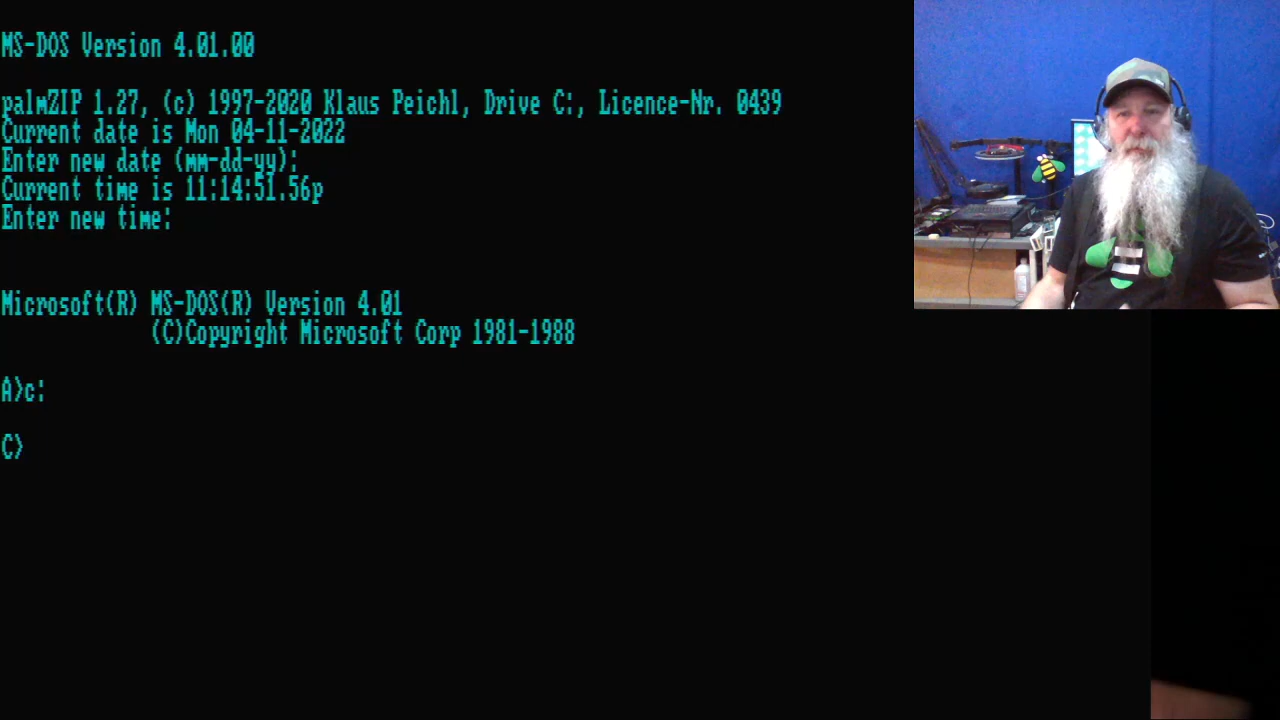 MS-DOS Version 4.01.00
palmZIP 1.27, (c) 1997-2020 Klaus Peichl, Drive C:, Licence-Nr. 0439
Current date is Mon 04-11-2022
Enter new date (mm-dd-yy):
Current time is 11:14:51.56p
Enter new time:
Microsoft(R) MS-DOS(R) Version 4.01
(C)Copyright Microsoft Corp 1981-1988
A>c:
C>